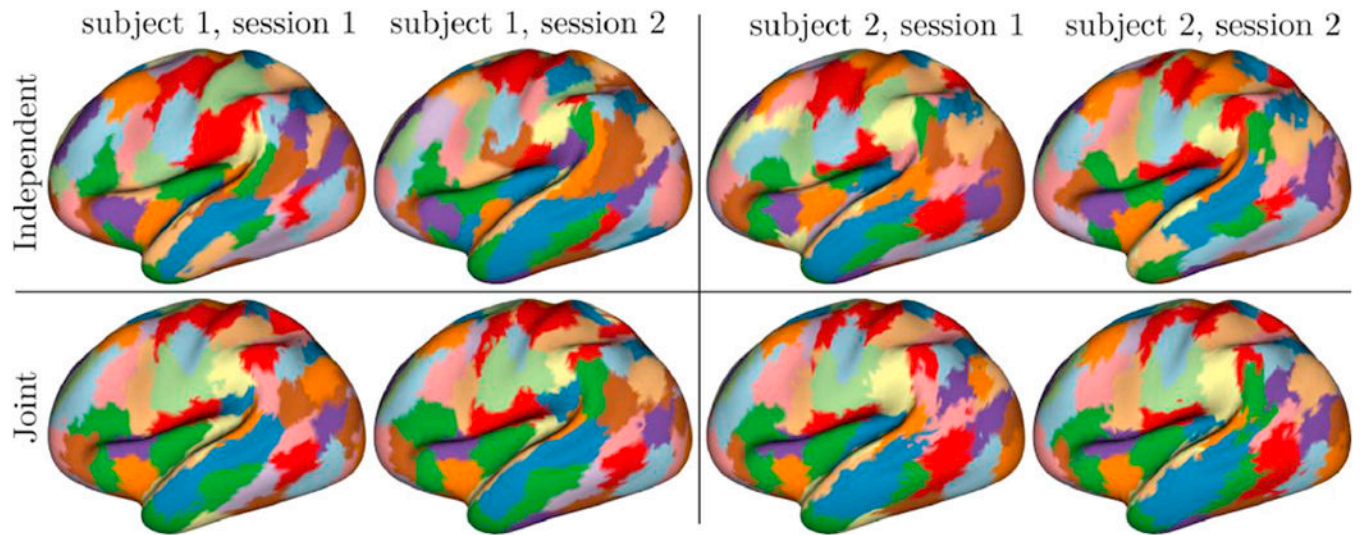 subject 1, session 1
subject 1, session 2
subject 2, session 1
subject 2, session 2
Independent
Joint